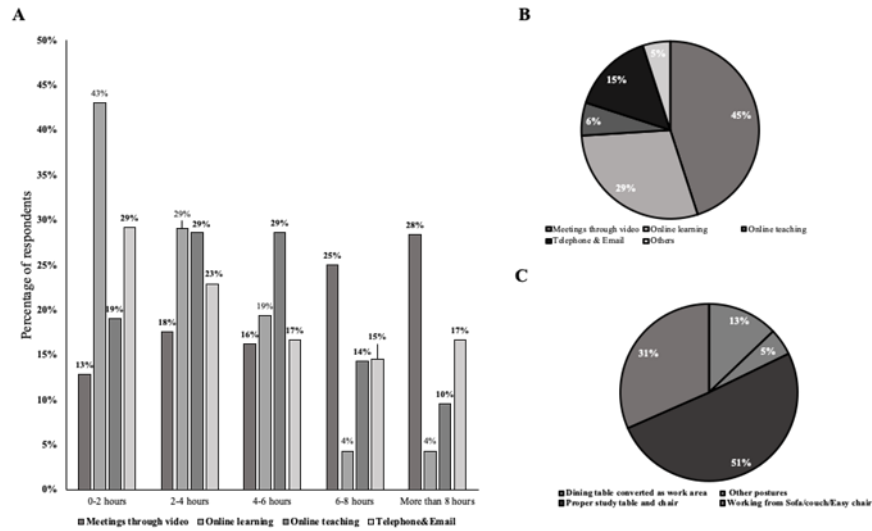 A
Percentage of respondents
50%
45%
40%
35%
30%
25%
20%
15%
10%
5%
0%
13% 43% 19% 29%
18% 29% 29% 23%
16% 19% 29% 17%
25% 4% 14% 15%
28% 4% 10% 17%
0-2 hours 2-4 hours 4-6 hours 6-8 hours More than 8 hours
Meetings through video Online learning Online teaching Telephone&Email
B
5%
15%
6%
45%
29%
Meetings through video Online learning Online teaching
Telephone & Email Others
C
13%
5%
31%
51%
Dining table converted as work area Other postures
Proper study table and chair Working from Sofa/couch/Easy chair